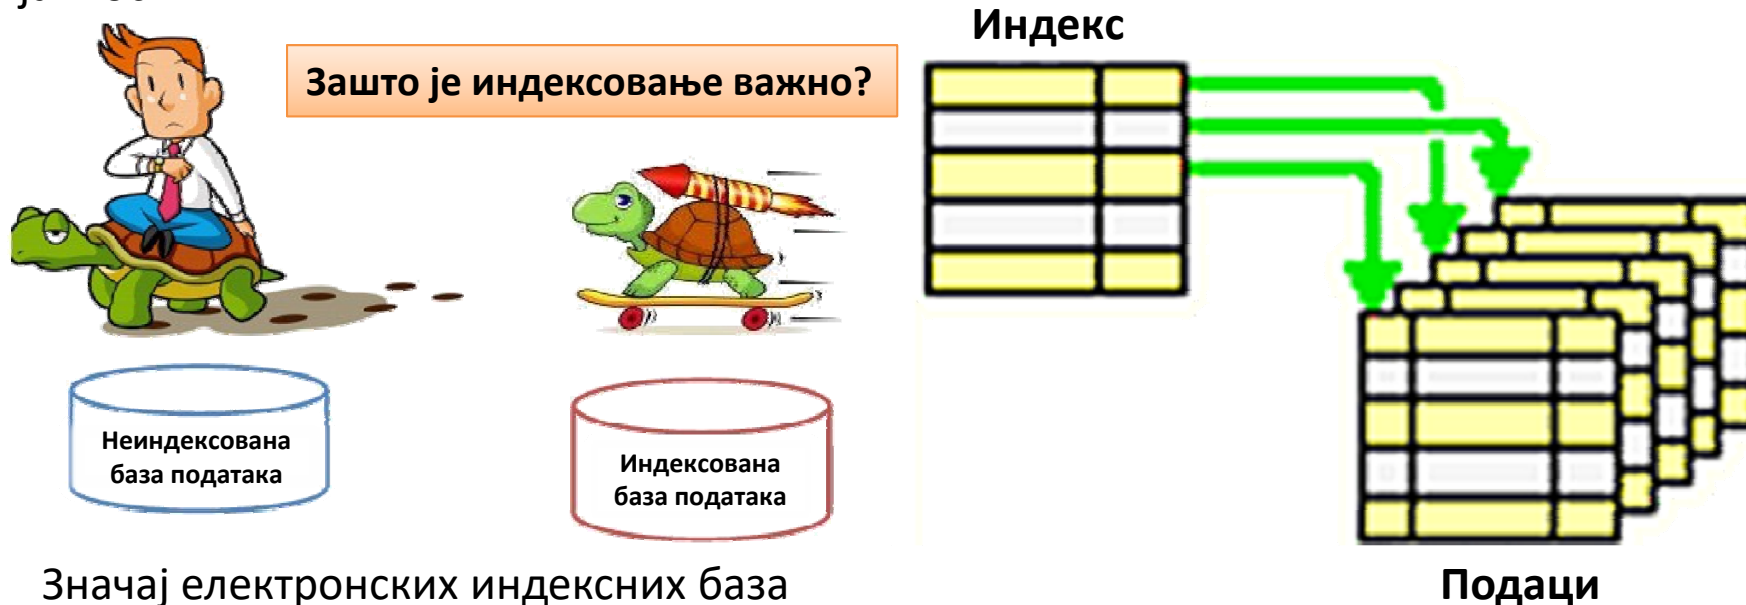 Зашто је индексовање важно?
Неиндексована
база података
Индексована
база података
Индекс
Подаци
Значај електронских индексних база